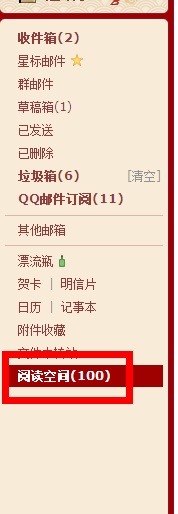 收件箱(2)
星标邮件
群邮件
草稿箱(1)
已发送
已删除
垃圾箱(6) [清空]
QQ邮件订阅(11)
其他邮箱
漂流瓶
贺卡 | 明信片
日历 | 记事本
附件收藏
阅读空间(100)